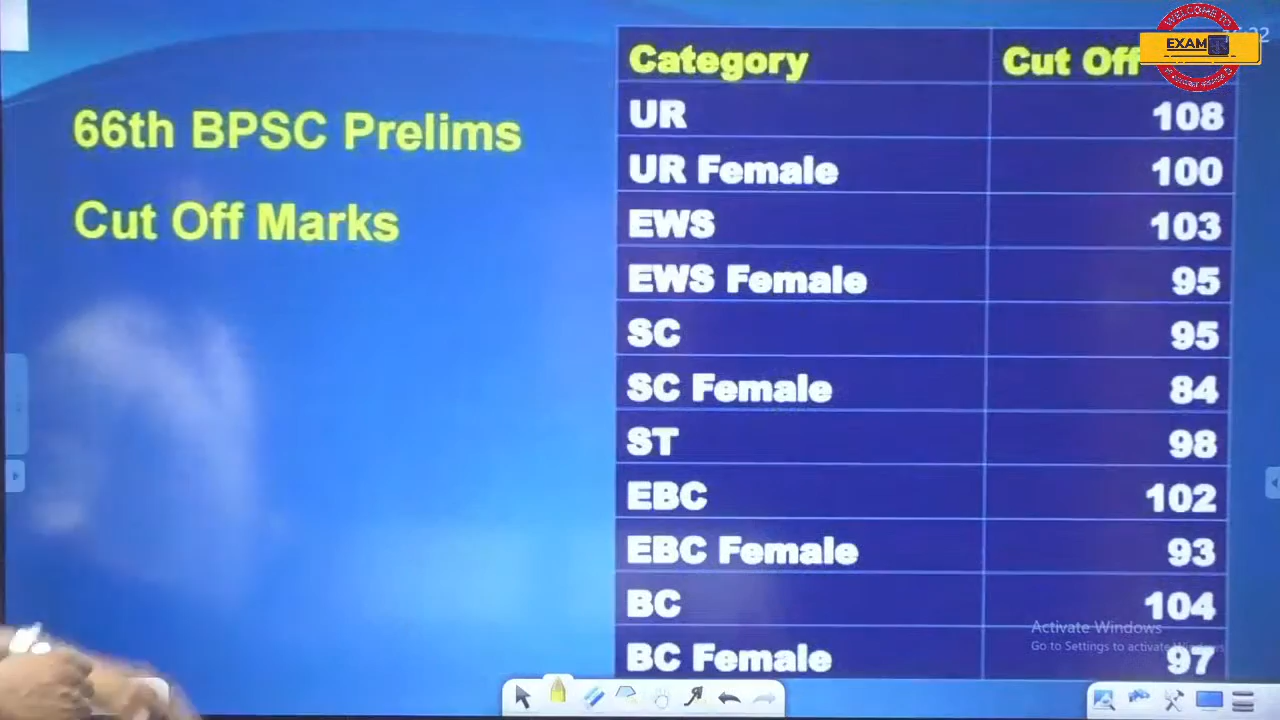 WELCOME TO
EXAM
66th BPSC Prelims
Cut Off Marks
Category Cut Off
UR 108
UR Female 100
EWS 103
EWS Female 95
SC 95
SC Female 84
ST 98
EBC 102
EBC Female 93
BC 104
BC Female 97
Activate Windows
Go to Settings to activate Windows